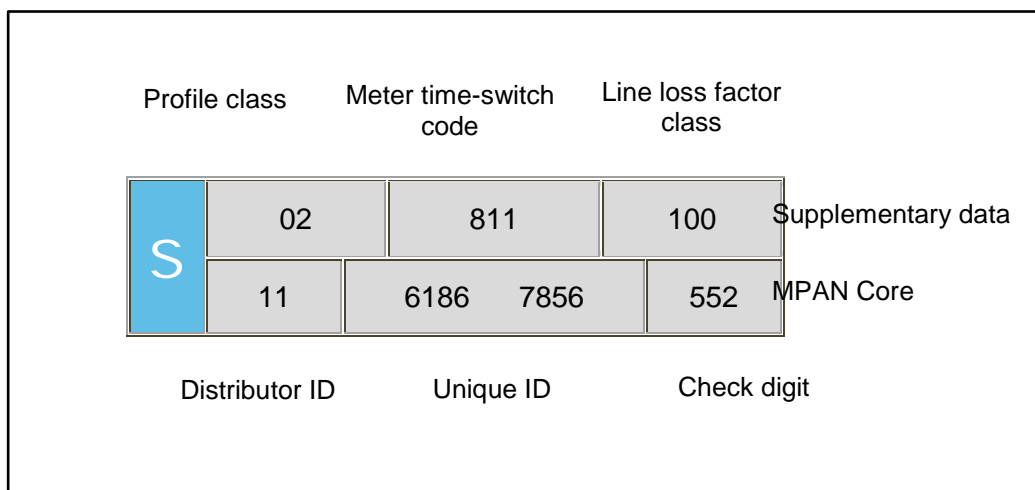 Profile class Meter time-switch code Line loss factor class
S
02 811 100 Supplementary data
11 6186 7856 552 MPAN Core
Distributor ID Unique ID Check digit